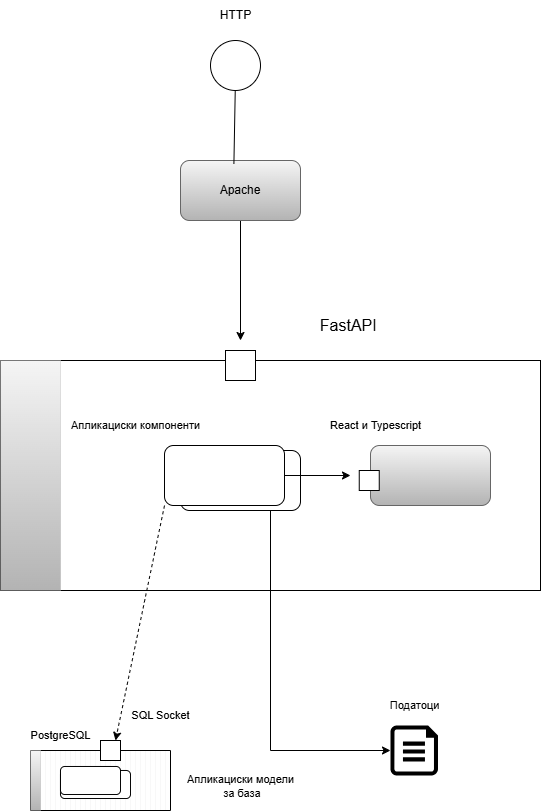 HTTP
Apache
FastAPI
Апликациски компоненти
React и Typescript
SQL Socket
Податоци
PostgreSQL
Апликациски модели
за база